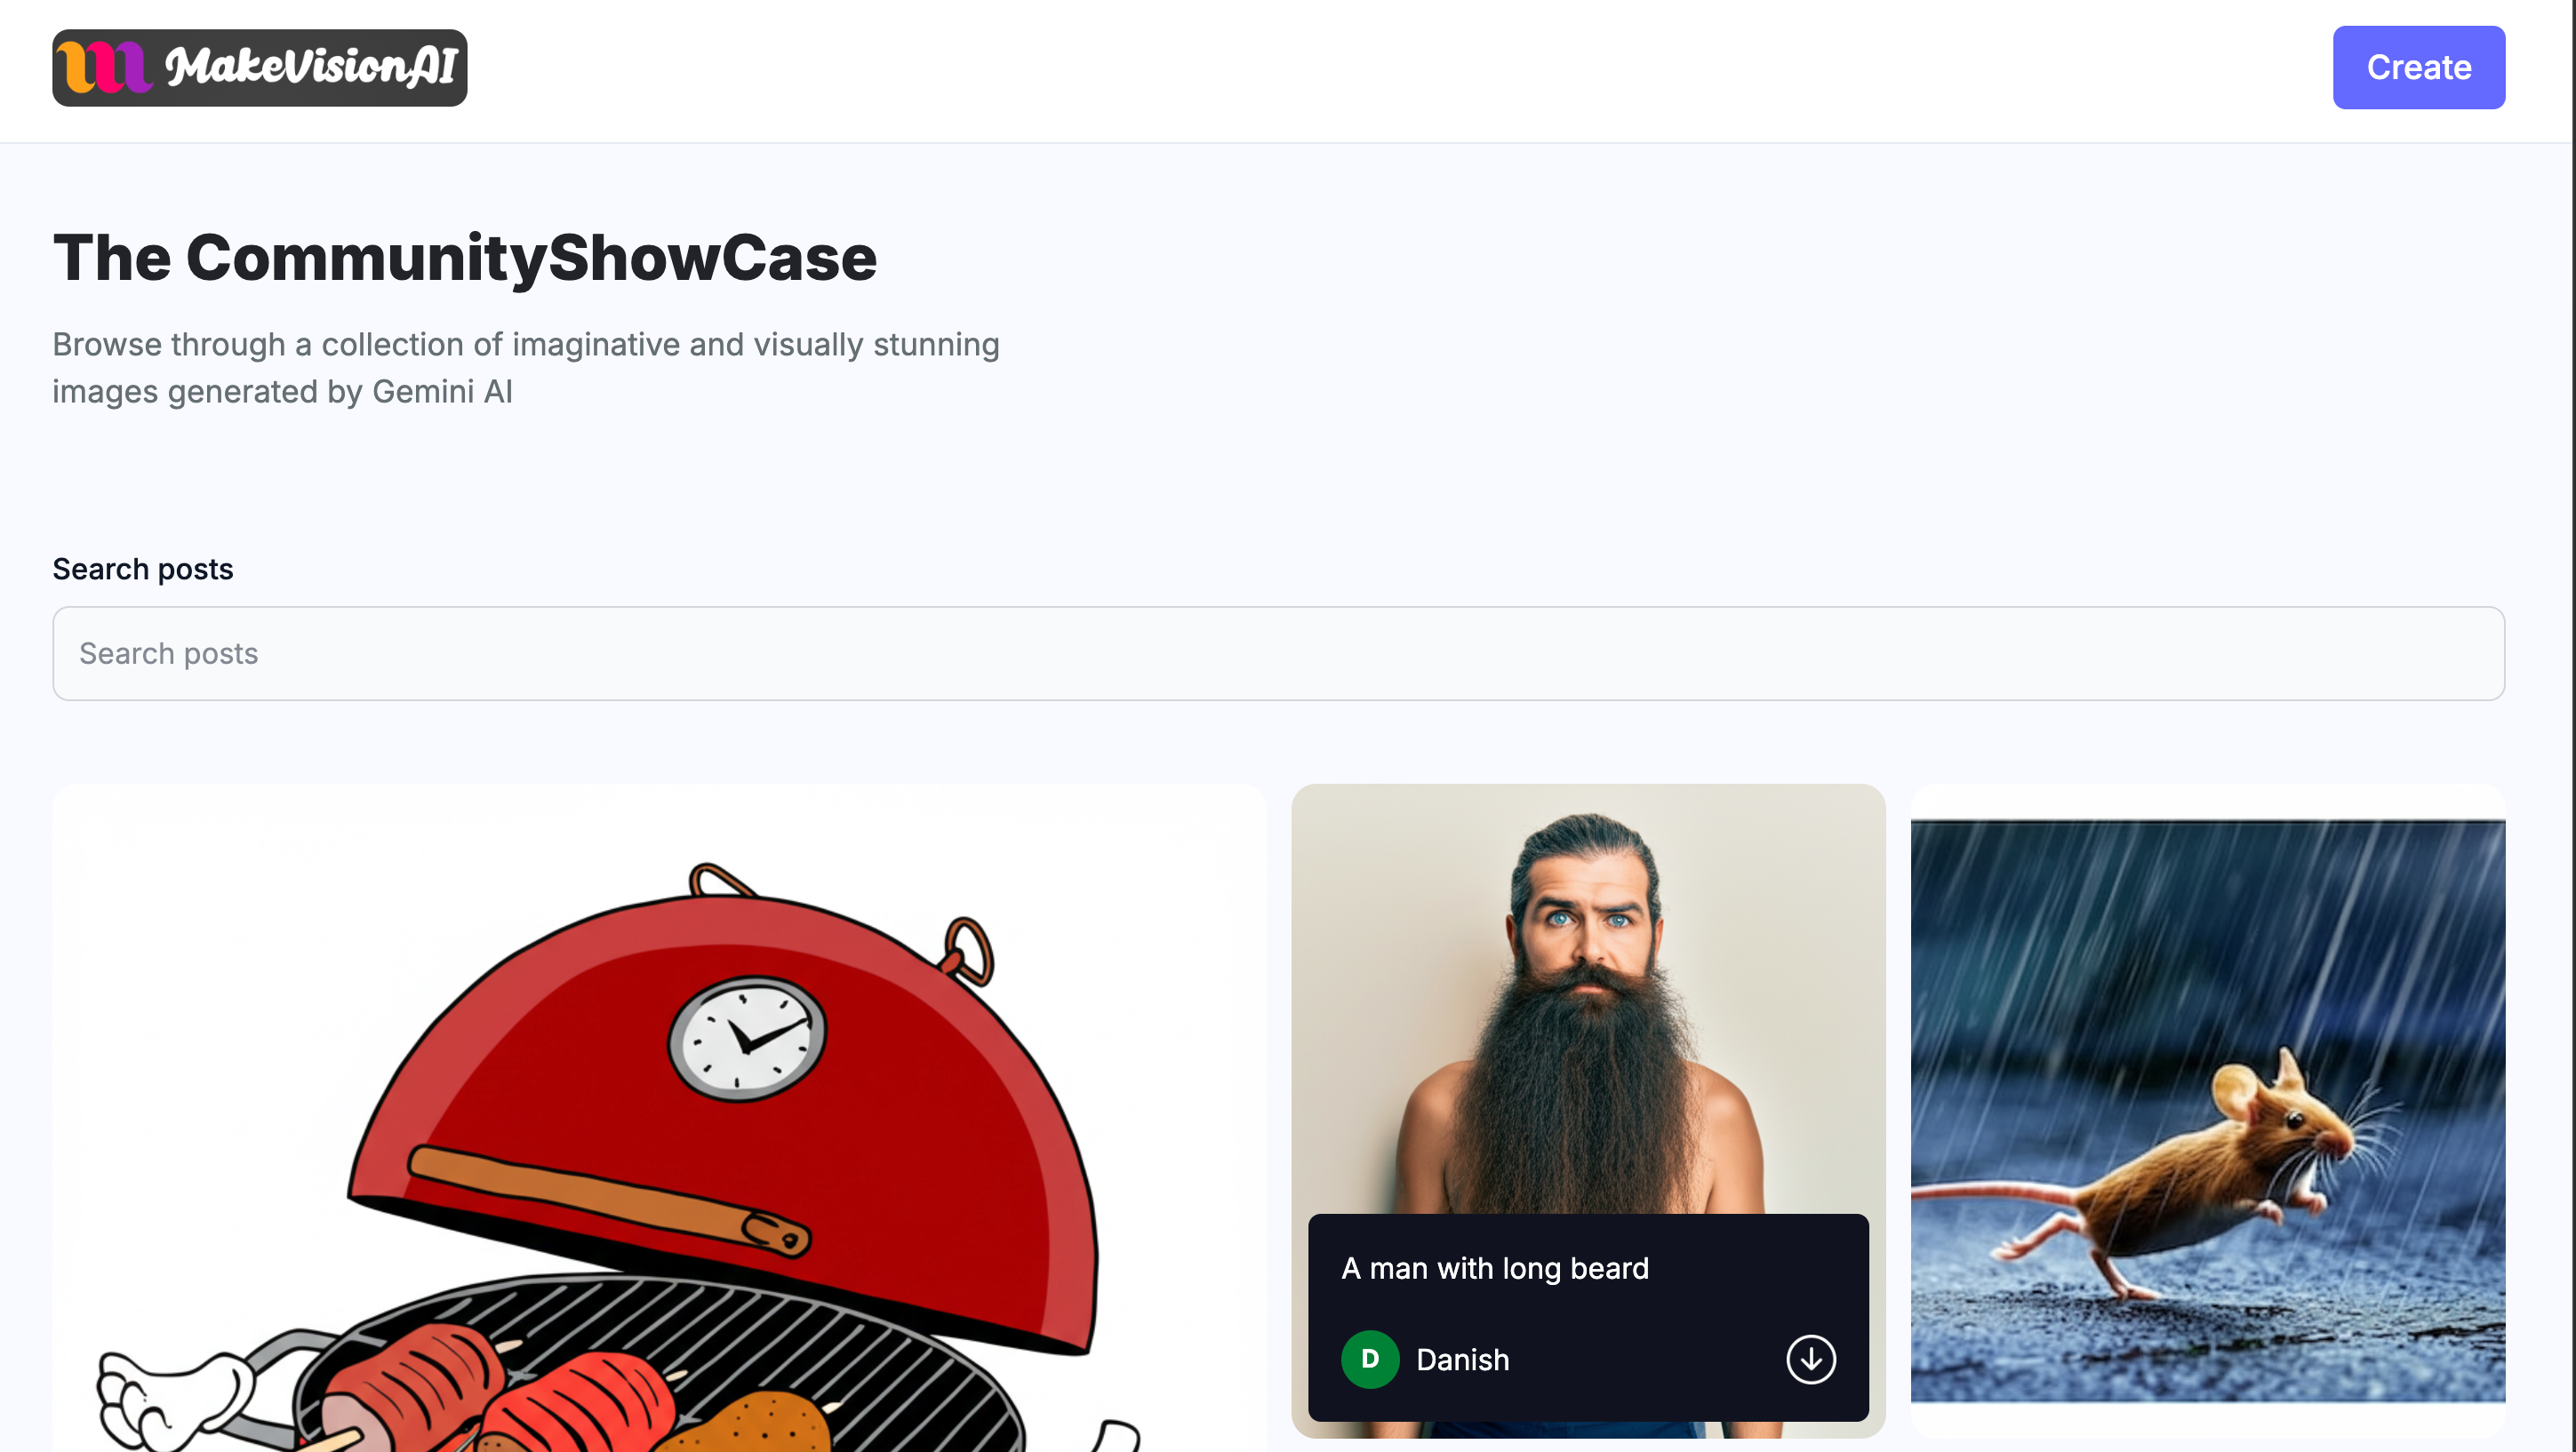 MakeVisionAI
Create
The CommunityShowCase
Browse through a collection of imaginative and visually stunning
images generated by Gemini AI
Search posts
Search posts
A man with long beard
D
Danish